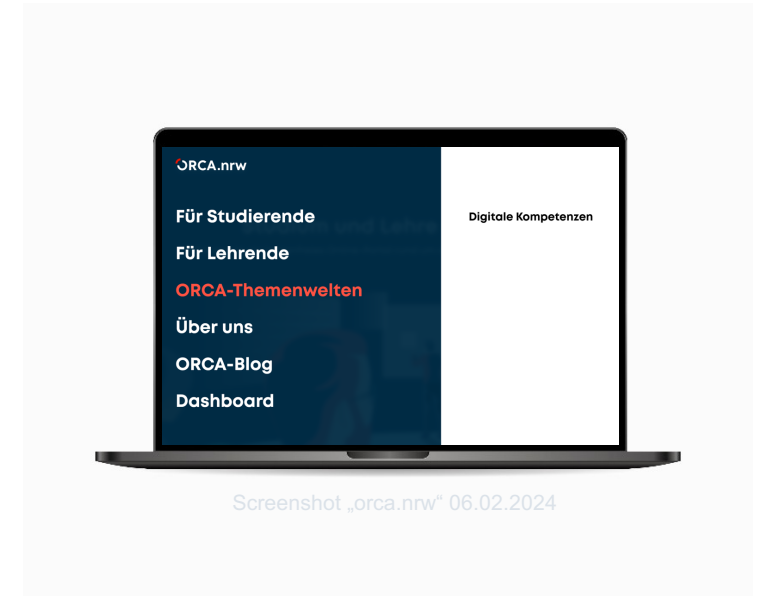 ORCA.nrw
Für Studierende
Für Lehrende
ORCA-Themenwelten
Über uns
ORCA-Blog
Dashboard
Digitale Kompetenzen
Screenshot „orca.nrw“ 06.02.2024